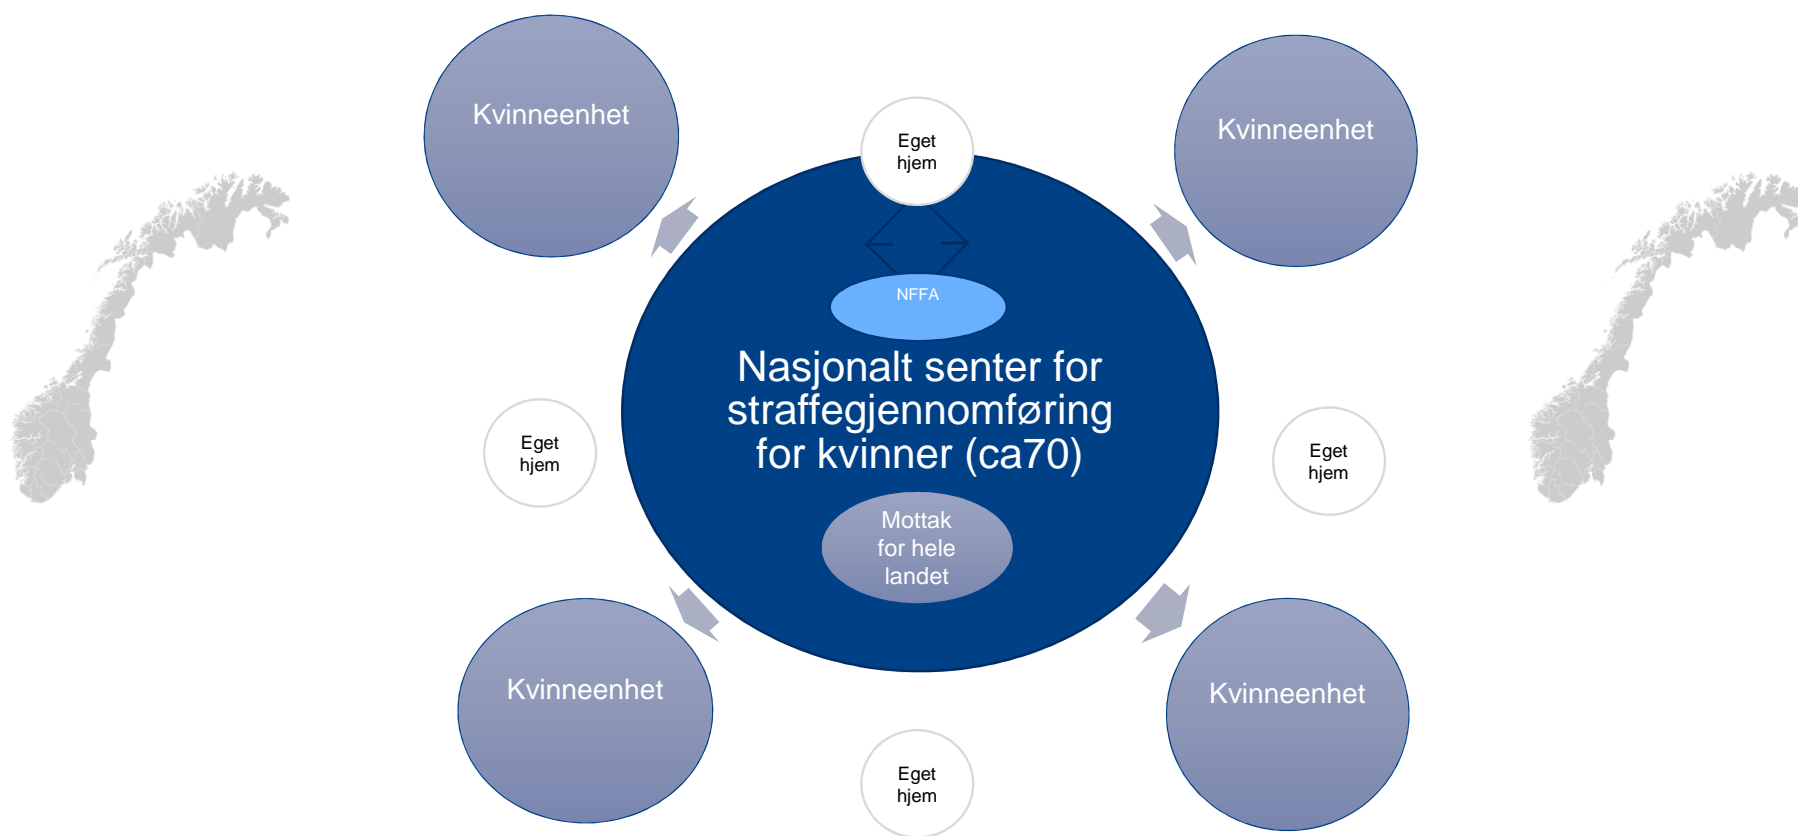 Kvinneenhet
Kvinneenhet
Eget
hjem
NFFA
Nasjonalt senter for
straffegjennomføring
for kvinner (ca70)
Eget
hjem
Eget
hjem
Mottak
for hele
landet
Kvinneenhet
Kvinneenhet
Eget
hjem